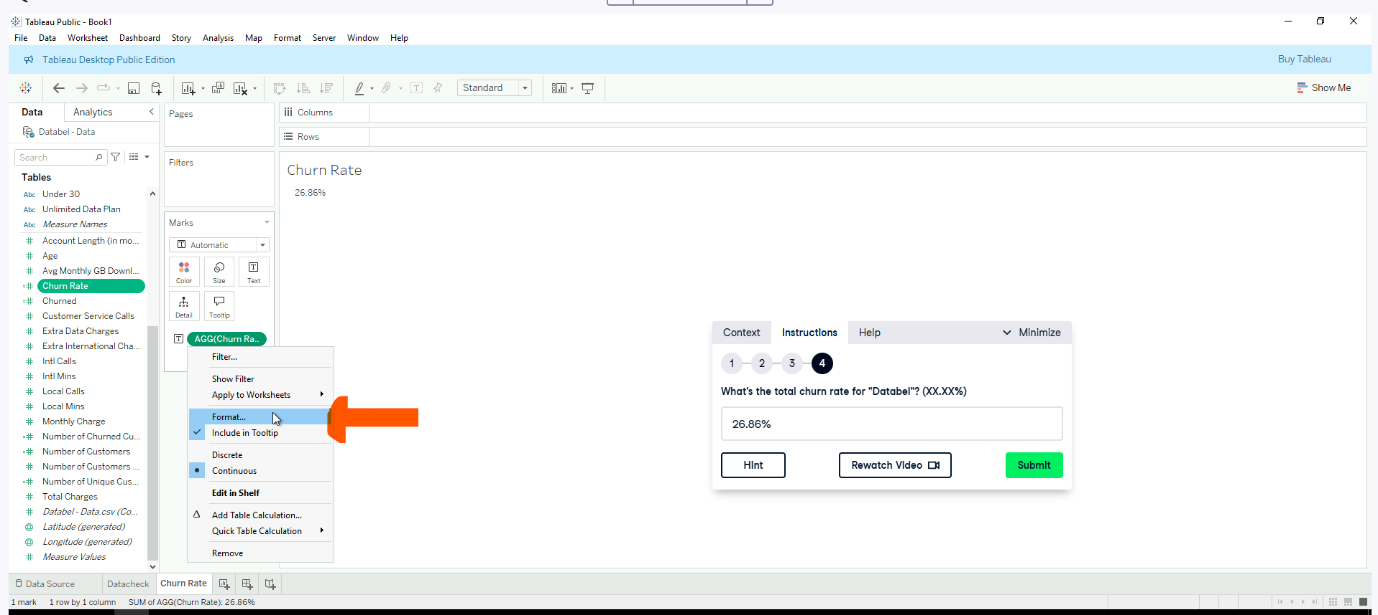 Tableau Public - Book1
File Data Worksheet Dashboard Story Analysis Map Format Server Window Help
Tableau Desktop Public Edition
Buy Tableau
Standard
Show Me
Data
Analytics
Databel - Data
Search
Tables
Abc Under 30
Abc Unlimited Data Plan
Abc Measure Names
# Account Length (in mo...
# Age
# Avg Monthly GB Downl...
=# Churn Rate
=# Churned
# Customer Service Calls
# Extra Data Charges
# Extra International Cha...
# Intl Calls
# Intl Mins
# Local Calls
# Local Mins
# Monthly Charge
=# Number of Churned Cu...
=# Number of Customers
# Number of Customers ...
=# Number of Unique Cus...
# Total Charges
# Databel - Data.csv (Co...
Latitude (generated)
Longitude (generated)
# Measure Values
Pages
Filters
Marks
T Automatic
Color
Size
T Text
Detail
Tooltip
T AGG(Churn Ra..
Filter...
Show Filter
Apply to Worksheets
Format...
Include in Tooltip
Discrete
Continuous
Edit in Shelf
Add Table Calculation...
Quick Table Calculation
Remove
Columns
Rows
Churn Rate
26.86%
Context
Instructions
Help
Minimize
1 2 3 4
What's the total churn rate for "Databel"? (XX.XX%)
26.86%
Hint
Rewatch Video
Submit
Data Source
Datacheck
Churn Rate
1 mark 1 row by 1 column SUM of AGG(Churn Rate): 26.86%